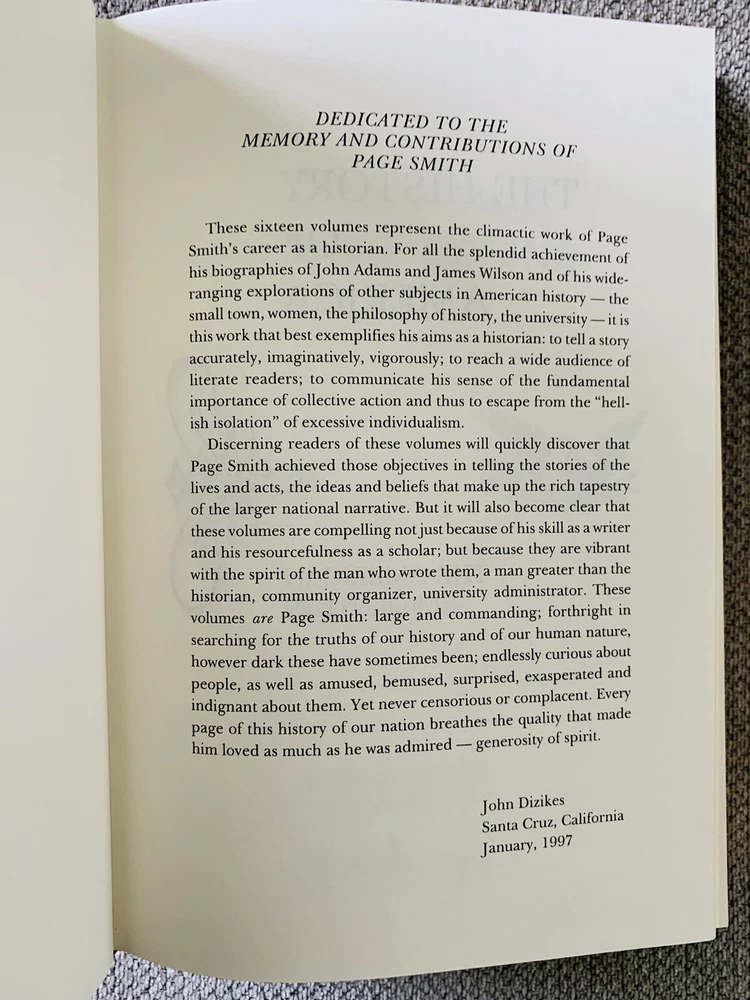 DEDICATED TO THE
MEMORY AND CONTRIBUTIONS OF
PAGE SMITH
These sixteen volumes represent the climactic work of Page
Smith's career as a historian. For all the splendid achievement of
his biographies of John Adams and James Wilson and of his wide-
ranging explorations of other subjects in American history — the
small town, women, the philosophy of history, the university — it is
this work that best exemplifies his aims as a historian: to tell a story
accurately, imaginatively, vigorously; to reach a wide audience of
literate readers; to communicate his sense of the fundamental
importance of collective action and thus to escape from the "hell-
ish isolation" of excessive individualism.
Discerning readers of these volumes will quickly discover that
Page Smith achieved those objectives in telling the stories of the
lives and acts, the ideas and beliefs that make up the rich tapestry
of the larger national narrative. But it will also become clear that
these volumes are compelling not just because of his skill as a writer
and his resourcefulness as a scholar; but because they are vibrant
with the spirit of the man who wrote them, a man greater than the
historian, community organizer, university administrator. These
volumes are Page Smith: large and commanding; forthright in
searching for the truths of our history and of our human nature,
however dark these have sometimes been; endlessly curious about
people, as well as amused, bemused, surprised, exasperated and
indignant about them. Yet never censorious or complacent. Every
page of this history of our nation breathes the quality that made
him loved as much as he was admired — generosity of spirit.
John Dizikes
Santa Cruz, California
January, 1997